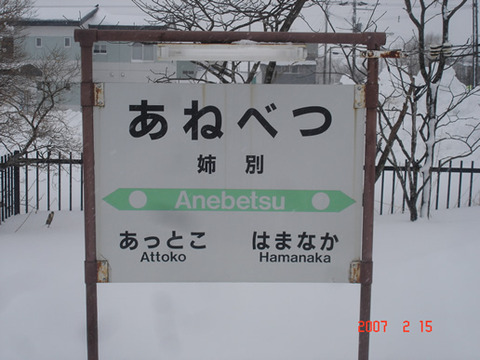 あねべつ
姉別
Anebetsu
あっとこ はまなか
Attoko Hamanaka
2007 2 15